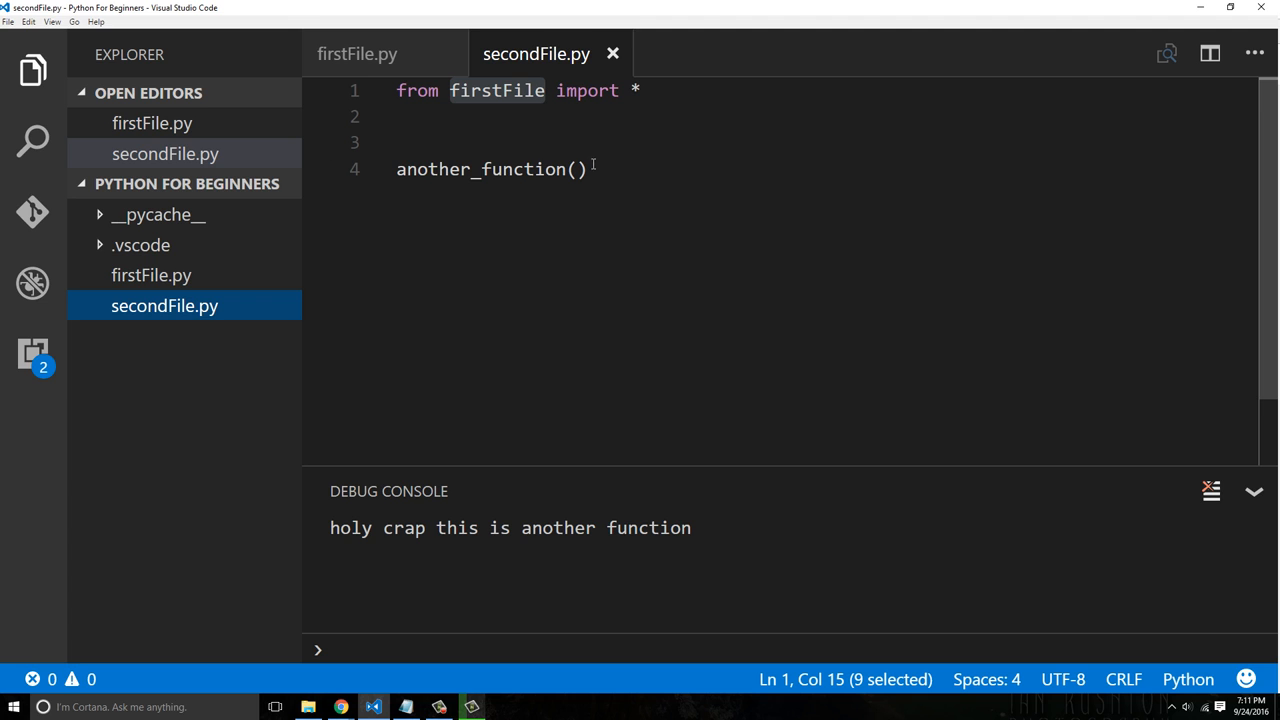 secondFile.py - Python For Beginners - Visual Studio Code
File Edit View Go Help
EXPLORER
OPEN EDITORS
firstFile.py
secondFile.py
PYTHON FOR BEGINNERS
__pycache__
.vscode
firstFile.py
secondFile.py
2
firstFile.py
secondFile.py
1 from firstFile import *
2
3
4 another_function()
DEBUG CONSOLE
holy crap this is another function
0 0
Ln 1, Col 15 (9 selected) Spaces: 4 UTF-8 CRLF Python
I'm Cortana. Ask me anything.
7:11 PM
9/24/2016